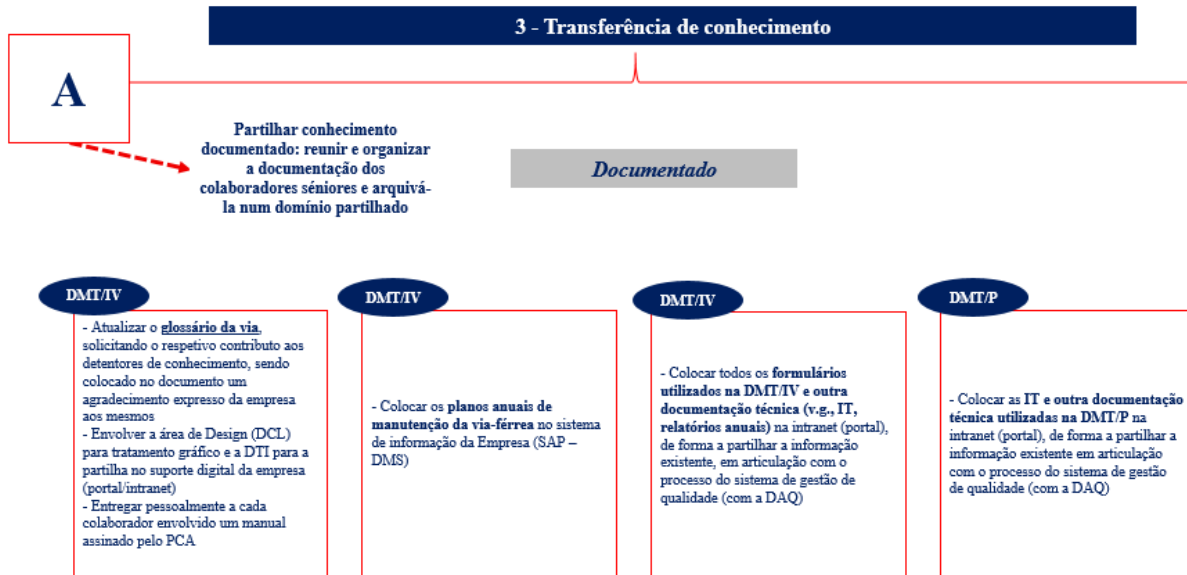 3 - Transferência de conhecimento
A
Partilhar conhecimento
documentado: reunir e organizar
a documentação dos
colaboradores séniores e arquivá-
la num domínio partilhado
Documentado
DMT/IV
- Atualizar o glossário da via,
solicitando o respetivo contributo aos
detentores de conhecimento, sendo
colocado no documento um
agradecimento expresso da empresa
aos mesmos
- Envolver a área de Design (DCL)
para tratamento gráfico e a DTI para a
partilha no suporte digital da empresa
(portal/intranet)
- Entregar pessoalmente a cada
colaborador envolvido um manual
assinado pelo PCA
DMT/IV
- Colocar os planos anuais de
manutenção da via-férrea no sistema
de informação da Empresa (SAP –
DMS)
DMT/IV
- Colocar todos os formulários
utilizados na DMT/IV e outra
documentação técnica (v.g., IT,
relatórios anuais) na intranet (portal),
de forma a partilhar a informação
existente, em articulação com o
processo do sistema de gestão de
qualidade (com a DAQ)
DMT/P
- Colocar as IT e outra documentação
técnica utilizadas na DMT/P na
intranet (portal), de forma a partilhar a
informação existente em articulação
com o processo do sistema de gestão
de qualidade (com a DAQ)